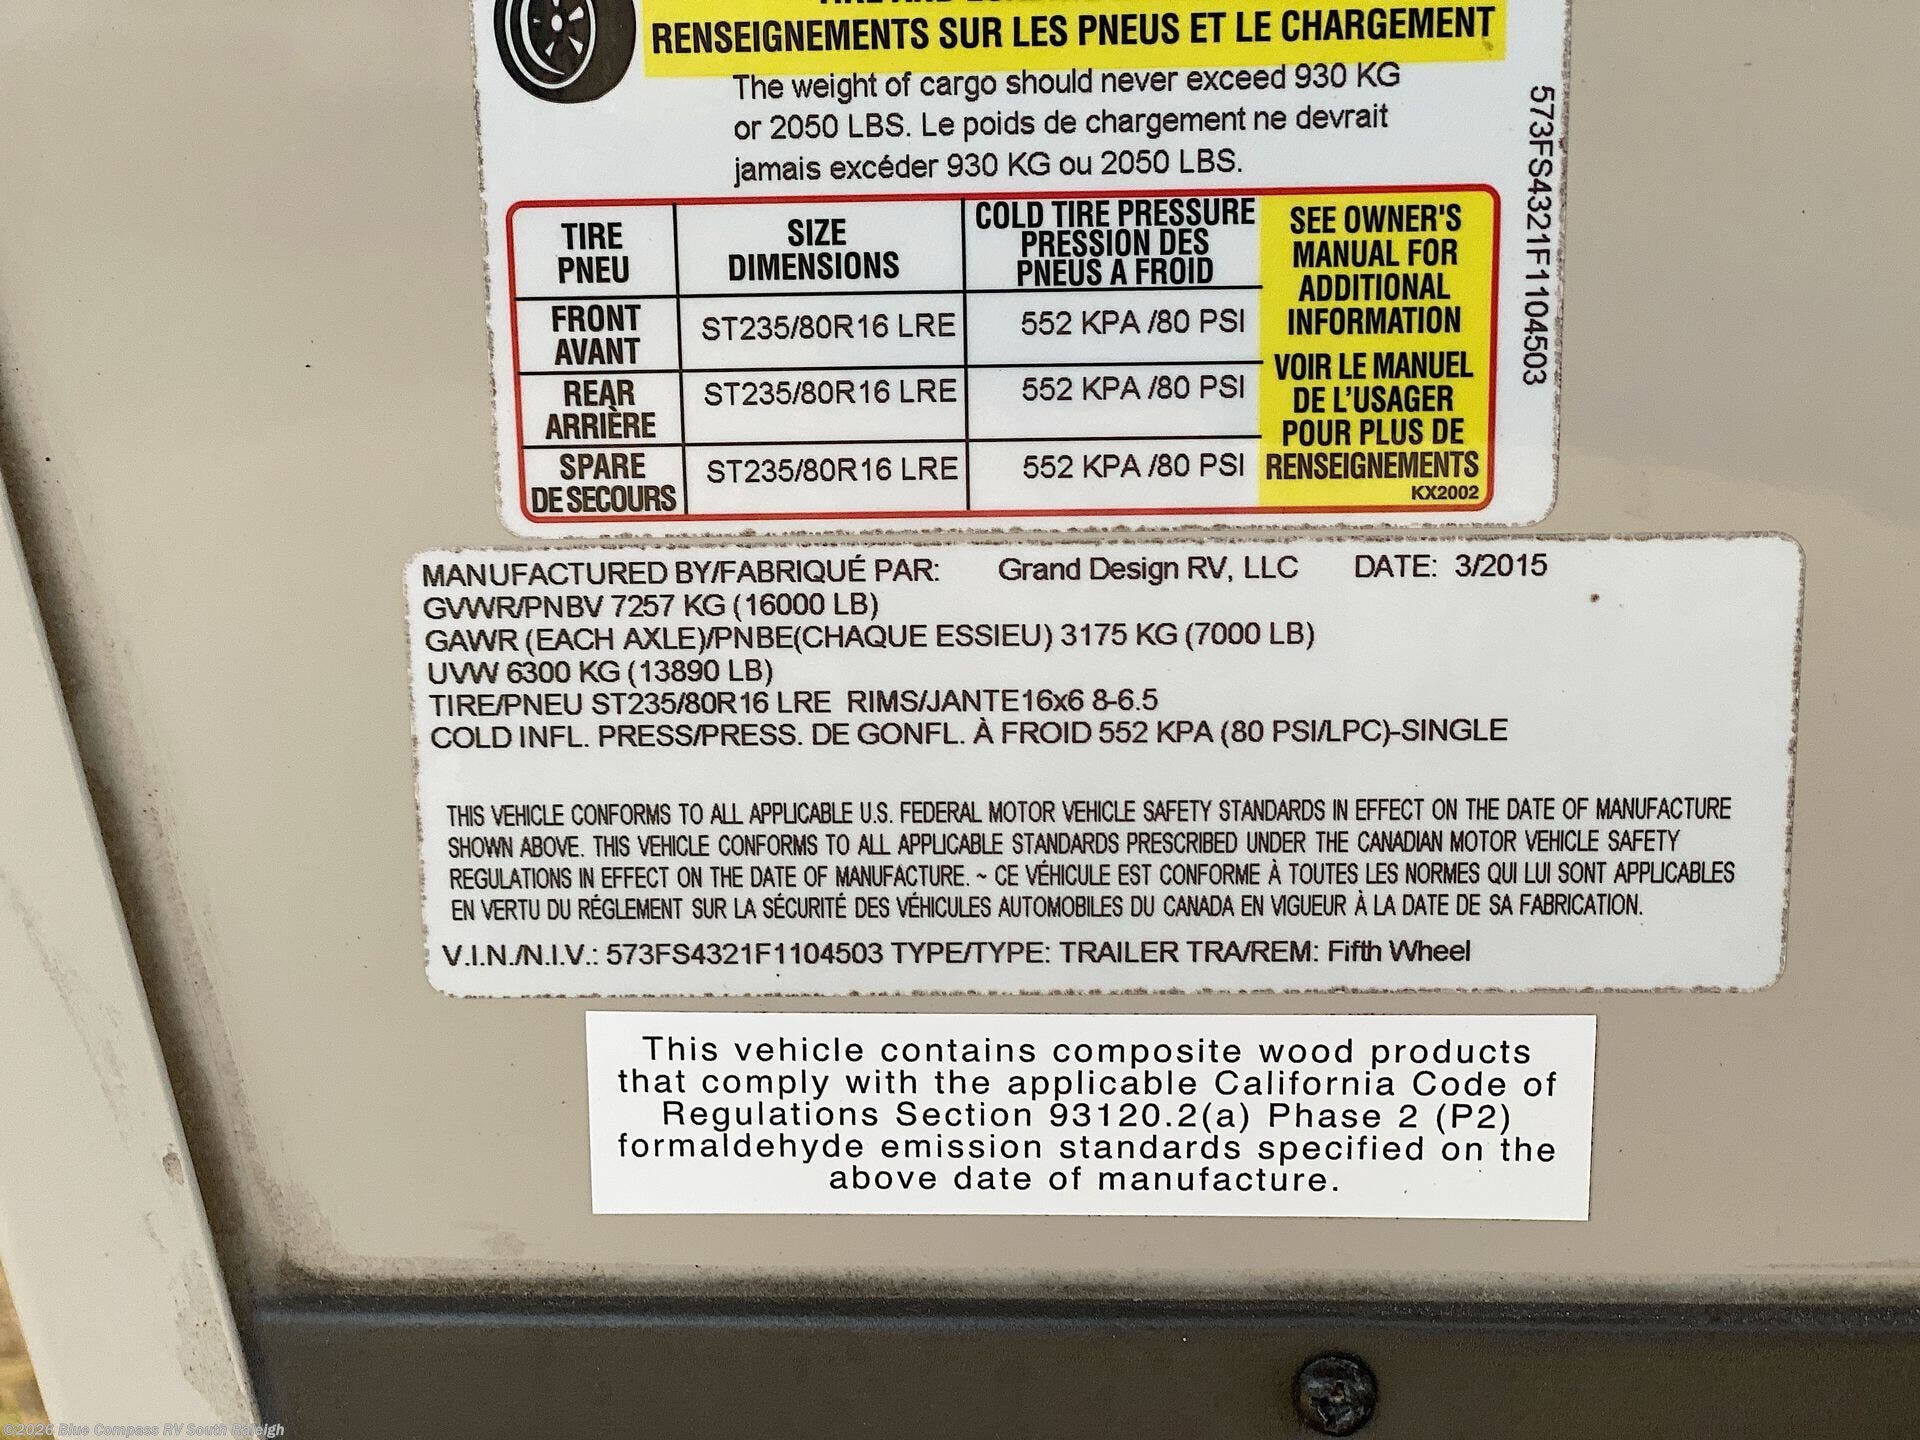 RENSEIGNEMENTS SUR LES PNEUS ET LE CHARGEMENT
The weight of cargo should never exceed 930 KG
or 2050 LBS. Le poids de chargement ne devrait
jamais excéder 930 KG ou 2050 LBS.
573FS4321F1104503
TIRE
PNEU
SIZE
DIMENSIONS
COLD TIRE PRESSURE
PRESSION DES
PNEUS A FROID
FRONT
AVANT
ST235/80R16 LRE
552 KPA /80 PSI
REAR
ARRIÈRE
ST235/80R16 LRE
552 KPA /80 PSI
SPARE
DE SECOURS
ST235/80R16 LRE
552 KPA /80 PSI
SEE OWNER'S
MANUAL FOR
ADDITIONAL
INFORMATION
VOIR LE MANUEL
DE L'USAGER
POUR PLUS DE
RENSEIGNEMENTS
KX2002
MANUFACTURED BY/FABRIQUÉ PAR: Grand Design RV, LLC DATE: 3/2015
GVWR/PNBV 7257 KG (16000 LB)
GAWR (EACH AXLE)/PNBE(CHAQUE ESSIEU) 3175 KG (7000 LB)
UVW 6300 KG (13890 LB)
TIRE/PNEU ST235/80R16 LRE RIMS/JANTE16x6 8-6.5
COLD INFL. PRESS/PRESS. DE GONFL. À FROID 552 KPA (80 PSI/LPC)-SINGLE
THIS VEHICLE CONFORMS TO ALL APPLICABLE U.S. FEDERAL MOTOR VEHICLE SAFETY STANDARDS IN EFFECT ON THE DATE OF MANUFACTURE
SHOWN ABOVE. THIS VEHICLE CONFORMS TO ALL APPLICABLE STANDARDS PRESCRIBED UNDER THE CANADIAN MOTOR VEHICLE SAFETY
REGULATIONS IN EFFECT ON THE DATE OF MANUFACTURE. ~ CE VÉHICULE EST CONFORME À TOUTES LES NORMES QUI LUI SONT APPLICABLES
EN VERTU DU RÉGLEMENT SUR LA SÉCURITÉ DES VÉHICULES AUTOMOBILES DU CANADA EN VIGUEUR À LA DATE DE SA FABRICATION.
V.I.N./N.I.V.: 573FS4321F1104503 TYPE/TYPE: TRAILER TRA/REM: Fifth Wheel
This vehicle contains composite wood products
that comply with the applicable California Code of
Regulations Section 93120.2(a) Phase 2 (P2)
formaldehyde emission standards specified on the
above date of manufacture.
©2026 Blue Compass RV South Raleigh